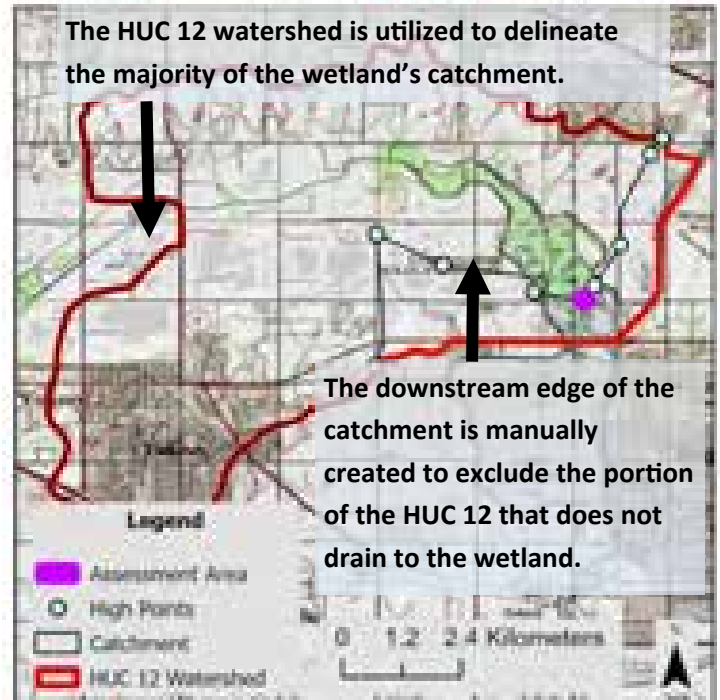 The HUC 12 watershed is utilized to delineate
the majority of the wetland's catchment.
The downstream edge of the
catchment is manually
created to exclude the portion
of the HUC 12 that does not
drain to the wetland.
Legend
Assessment Area
High Points
Catchment
HUC 12 Watershed
0 1.2 2.4 Kilometers